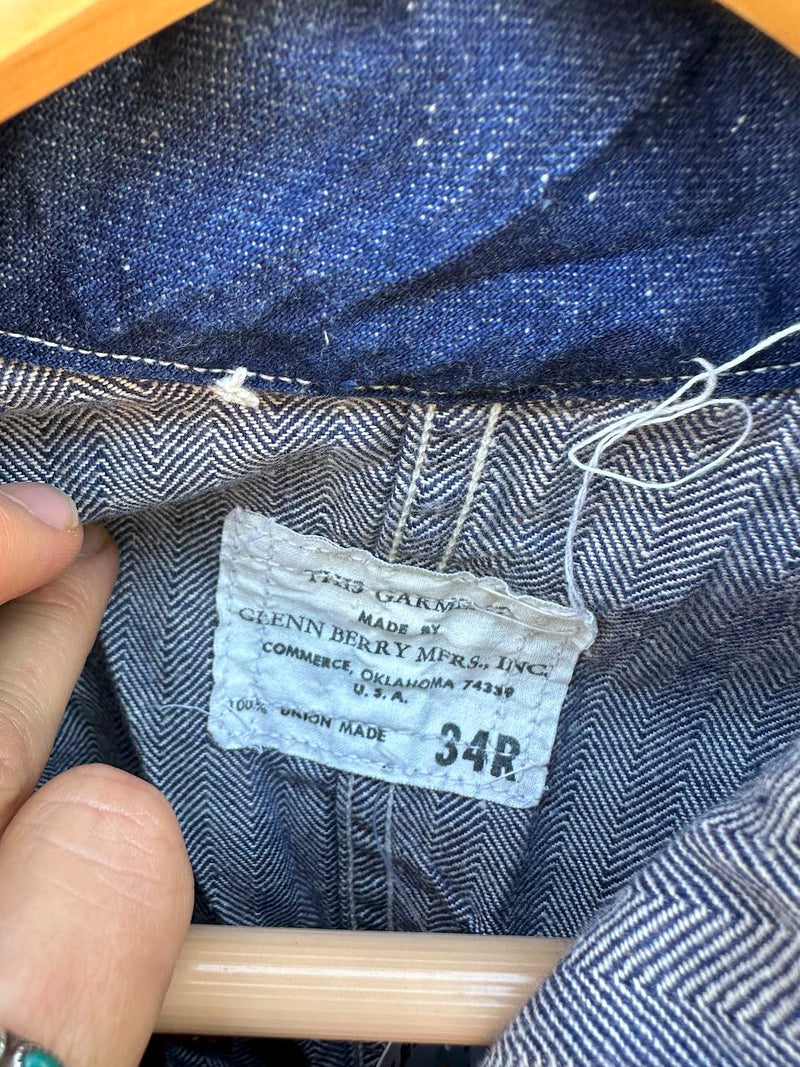 THIS GARMENT
MADE BY
GLENN BERRY MFRS., INC.
COMMERCE, OKLAHOMA 74339
U.S.A.
100% UNION MADE
34R